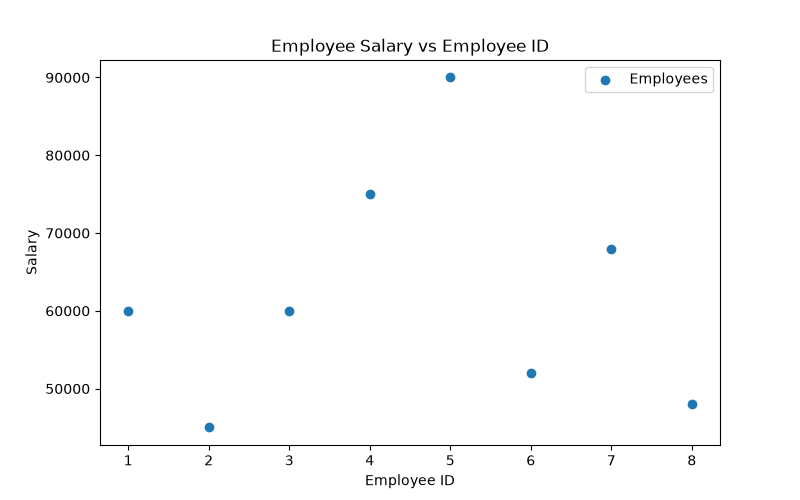 Employee Salary vs Employee ID
Employees
Salary
90000
80000
70000
60000
50000
1 2 3 4 5 6 7 8
Employee ID